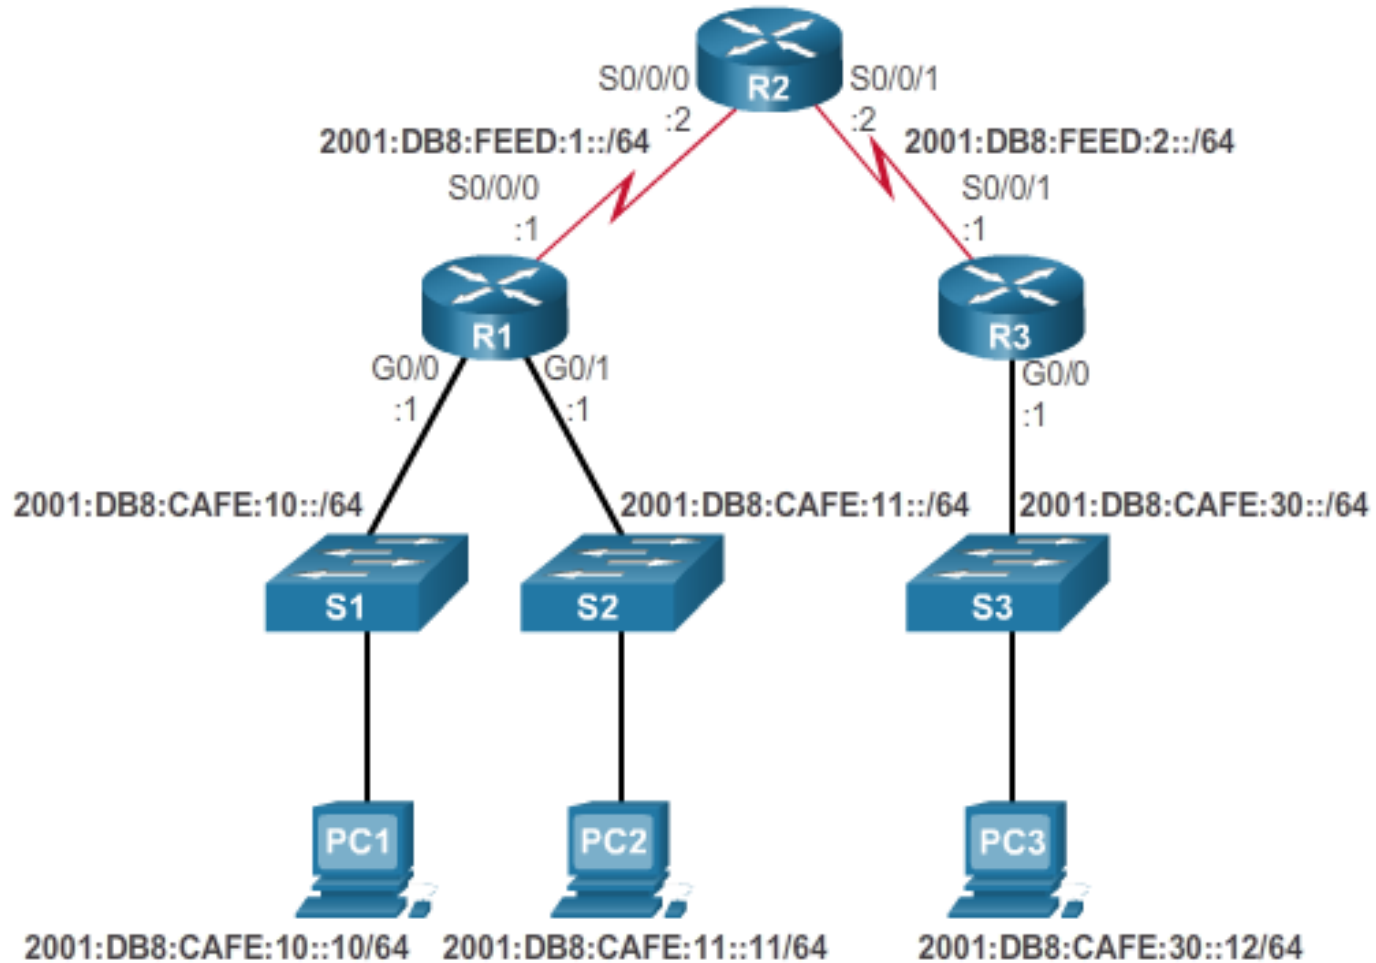 R2
S0/0/0
S0/0/1
:2
:2
2001:DB8:FEED:1::/64
2001:DB8:FEED:2::/64
S0/0/0
S0/0/1
:1
:1
R1
R3
G0/0
G0/1
G0/0
:1
:1
:1
2001:DB8:CAFE:10::/64
2001:DB8:CAFE:11::/64
2001:DB8:CAFE:30::/64
S1
S2
S3
PC1
PC2
PC3
2001:DB8:CAFE:10::10/64
2001:DB8:CAFE:11::11/64
2001:DB8:CAFE:30::12/64